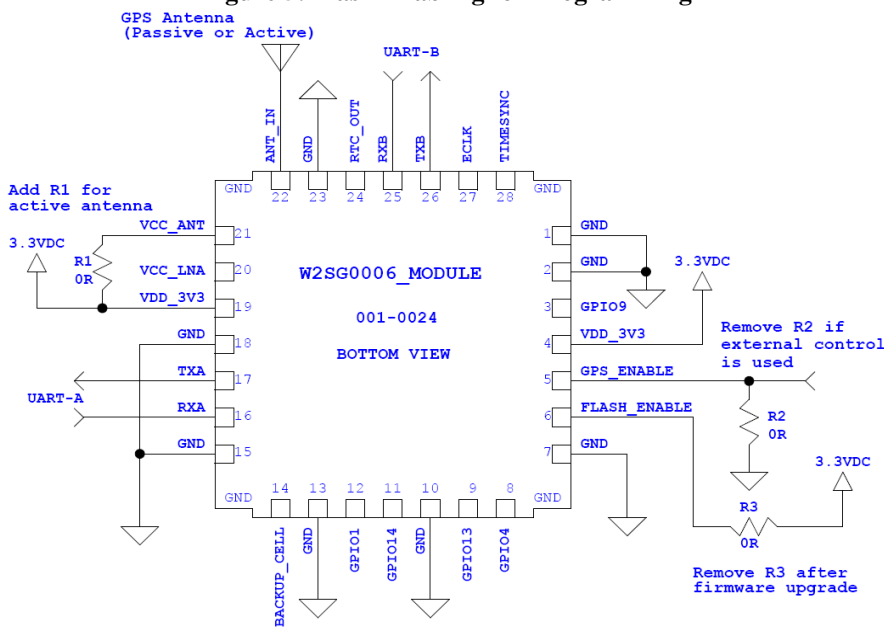 GPS Antenna
(Passive or Active)
UART-B
ANT_IN
GND
RTC_OUT
RXB
TXB
ECLK
TIMESYNC
GND
22
23
24
25
26
27
28
GND
Add R1 for
active antenna
3.3VDC
R1
0R
VCC_ANT
21
VCC_LNA
20
VDD_3V3
19
GND
18
TXA
17
UART-A
RXA
16
GND
15
W2SG0006_MODULE
001-0024
BOTTOM VIEW
1
GND
2
GND
3.3VDC
3
GPIO9
4
VDD_3V3
Remove R2 if
external control
is used
5
GPS_ENABLE
6
FLASH_ENABLE
R2
0R
7
GND
3.3VDC
R3
0R
Remove R3 after
firmware upgrade
GND
14
13
12
11
10
9
8
GND
BACKUP_CELL
GND
GPIO1
GPIO14
GND
GPIO13
GPIO4